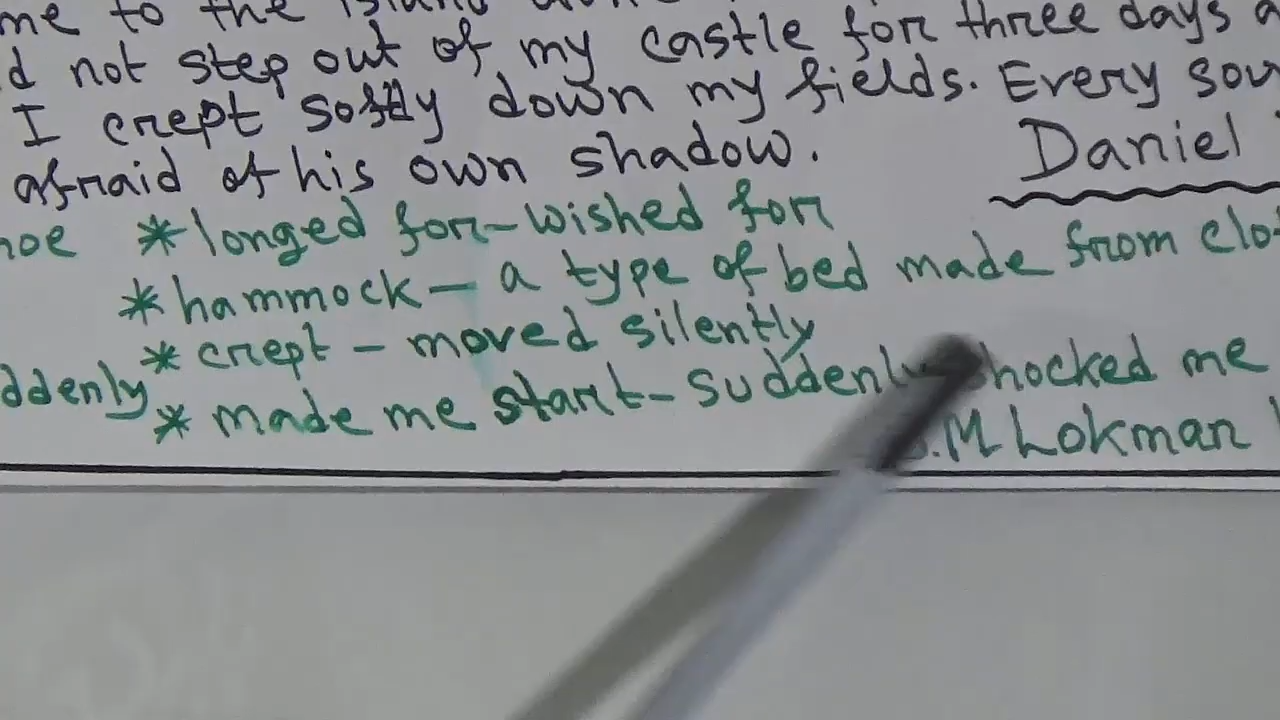 me to the island
d not step out of my castle for three days a
I crept softly down my fields. Every sou
afraid of his own shadow.
Daniel
noe * longed for - wished for
* hammock - a type of bed made from clo
* crept - moved silently
ddenly * made me start - suddenly shocked me
.M Lokman